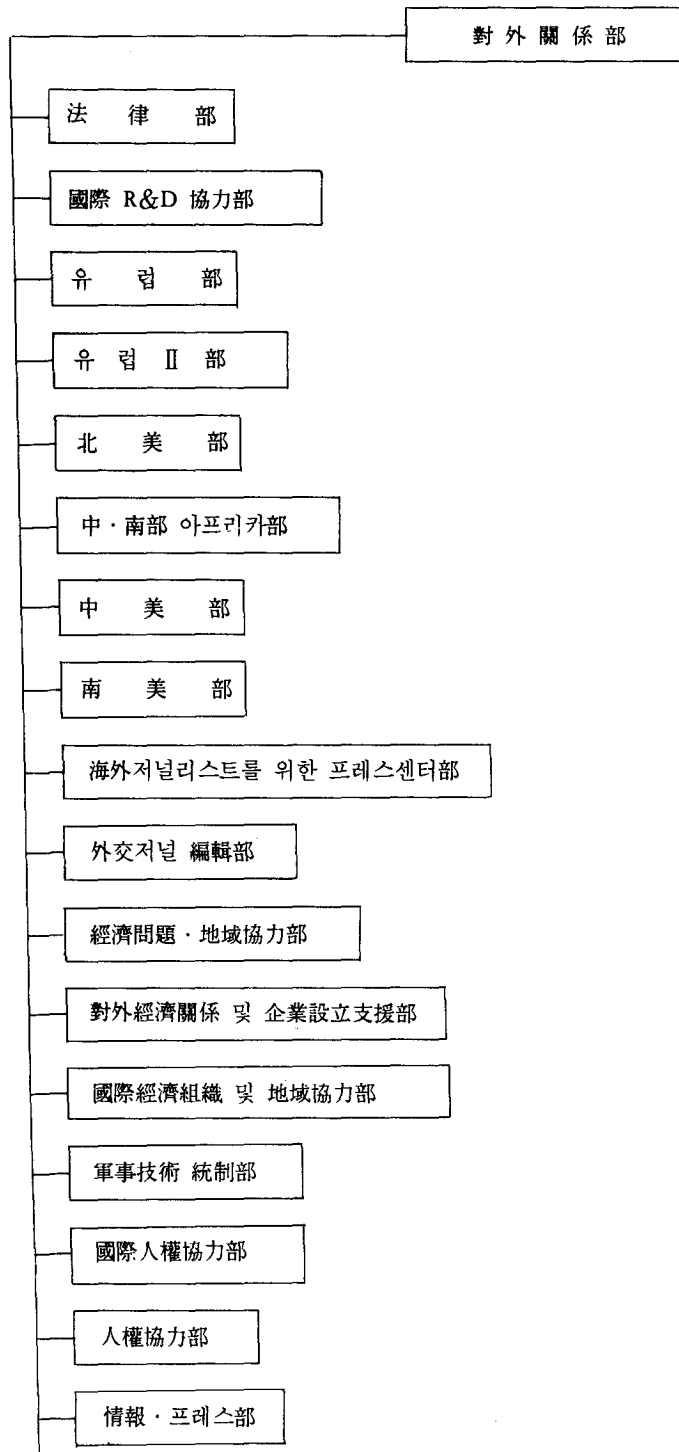 對外關係部
法律部
國際 R&D 協力部
유럽部
유럽 Ⅱ 部
北美部
中·南部 아프리카部
中美部
南美部
海外저널리스트를 위한 프레스센터部
外交저널 編輯部
經濟問題·地域協力部
對外經濟關係 및 企業設立支援部
國際經濟組織 및 地域協力部
軍事技術 統制部
國際人權協力部
人權協力部
情報·프레스部